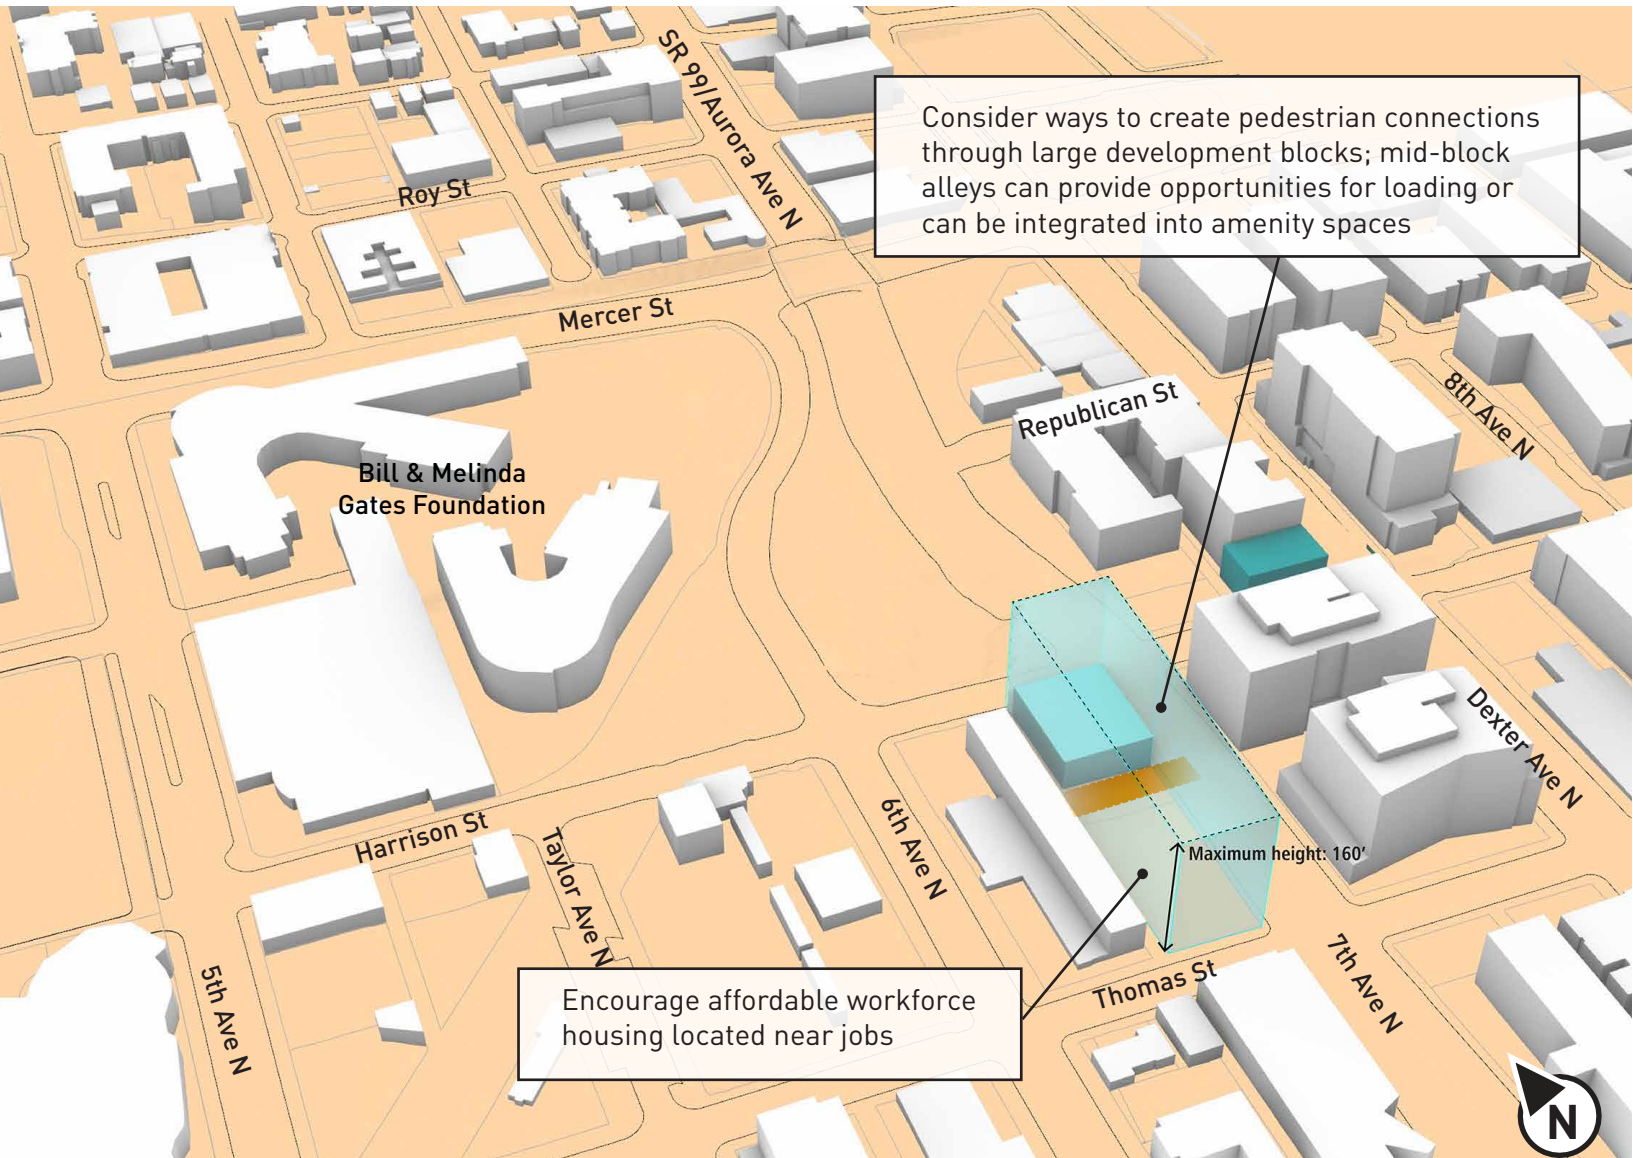 SR 99/Aurora Ave N
Consider ways to create pedestrian connections
through large development blocks; mid-block
alleys can provide opportunities for loading or
can be integrated into amenity spaces
Roy St
Mercer St
Republican St
8th Ave N
Bill & Melinda
Gates Foundation
Dexter Ave N
Harrison St
Taylor Ave N
6th Ave N
Maximum height: 160'
5th Ave N
7th Ave N
Thomas St
Encourage affordable workforce
housing located near jobs
N